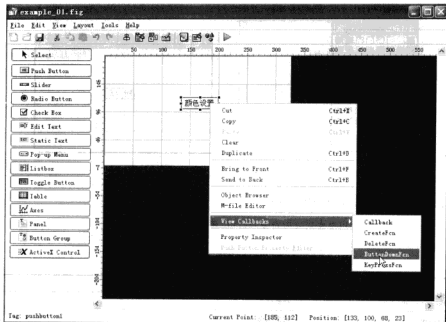 example_01.fig
File Edit View Layout Tools Help
50 100 150 200 250 300 350 400 450 500 550
Select
Push Button
Slider
Radio Button
Check Box
Edit Text
Static Text
Pop-up Menu
Listbox
Toggle Button
Table
Axes
Panel
Button Group
ActiveX Control
颜色设置
Cut Ctrl+X
Copy Ctrl+C
Clear
Duplicate Ctrl+D
Bring to Front Ctrl+F
Send to Back Ctrl+B
Object Browser
M-file Editor
View Callbacks
Property Inspector
Callback
CreateFcn
DeleteFcn
ButtonDownFcn
KeyPressFcn
Tag: pushbutton1 Current Point: [185, 112] Position: [133, 100, 68, 23]